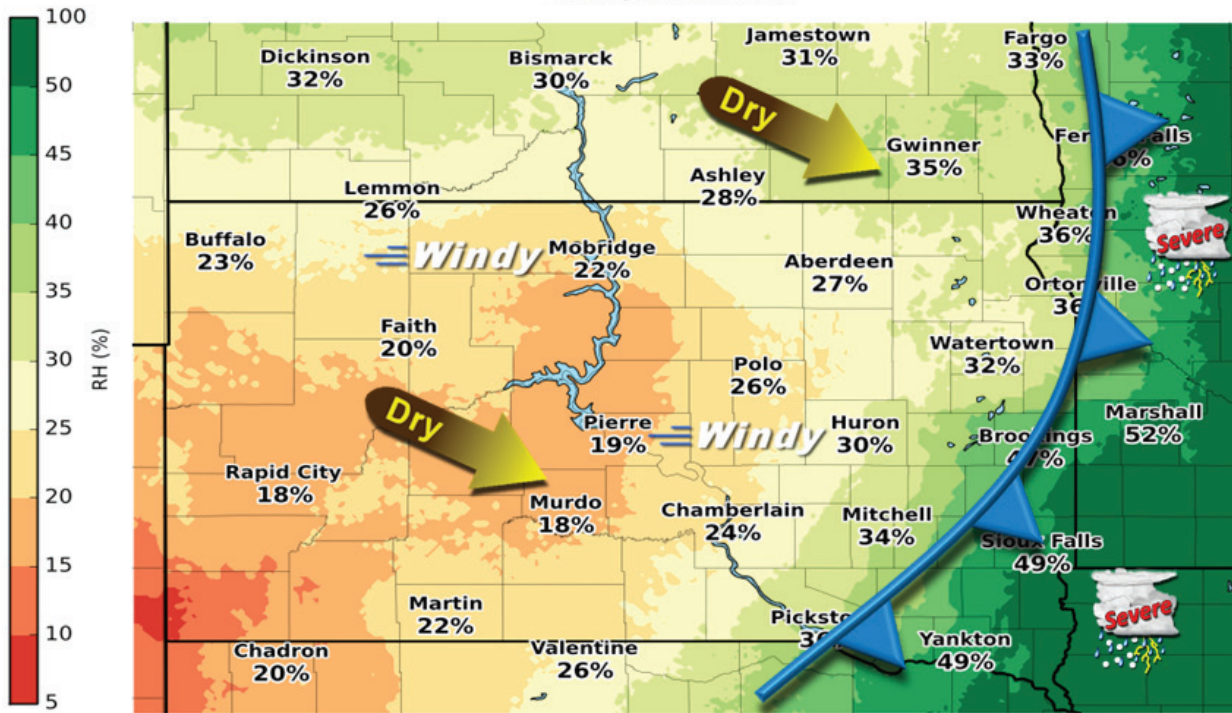 100
50
45
40
35
30
25
20
15
10
5
RH (%)
Dickinson
32%
Bismarck
30%
Jamestown
31%
Fargo
33%
Dry
Gwinner
35%
Lemmon
26%
Ashley
28%
Wheaton
36%
Severe
Buffalo
23%
Windy
Mobridge
22%
Aberdeen
27%
Ortonville
Faith
20%
Watertown
32%
Polo
26%
Dry
Pierre
19%
Windy
Huron
30%
Brookings
47%
Marshall
52%
Rapid City
18%
Murdo
18%
Chamberlain
24%
Mitchell
34%
Sioux Falls
49%
Severe
Martin
22%
Chadron
20%
Valentine
26%
Yankton
49%